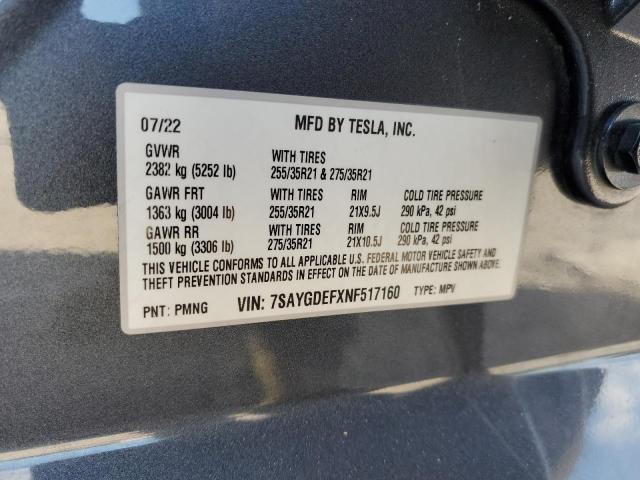 07/22 MFD BY TESLA, INC.
GVWR WITH TIRES
2382 kg (5252 lb) 255/35R21 & 275/35R21
GAWR FRT WITH TIRES RIM COLD TIRE PRESSURE
1363 kg (3004 lb) 255/35R21 21X9.5J 290 kPa, 42 psi
GAWR RR WITH TIRES RIM COLD TIRE PRESSURE
1500 kg (3306 lb) 275/35R21 21X10.5J 290 kPa, 42 psi
THIS VEHICLE CONFORMS TO ALL APPLICABLE U.S. FEDERAL MOTOR VEHICLE SAFETY AND
THEFT PREVENTION STANDARDS IN EFFECT ON THE DATE OF MANUFACTURE SHOWN ABOVE.
PNT: PMNG VIN: 7SAYGDEFXNF517160 TYPE: MPV